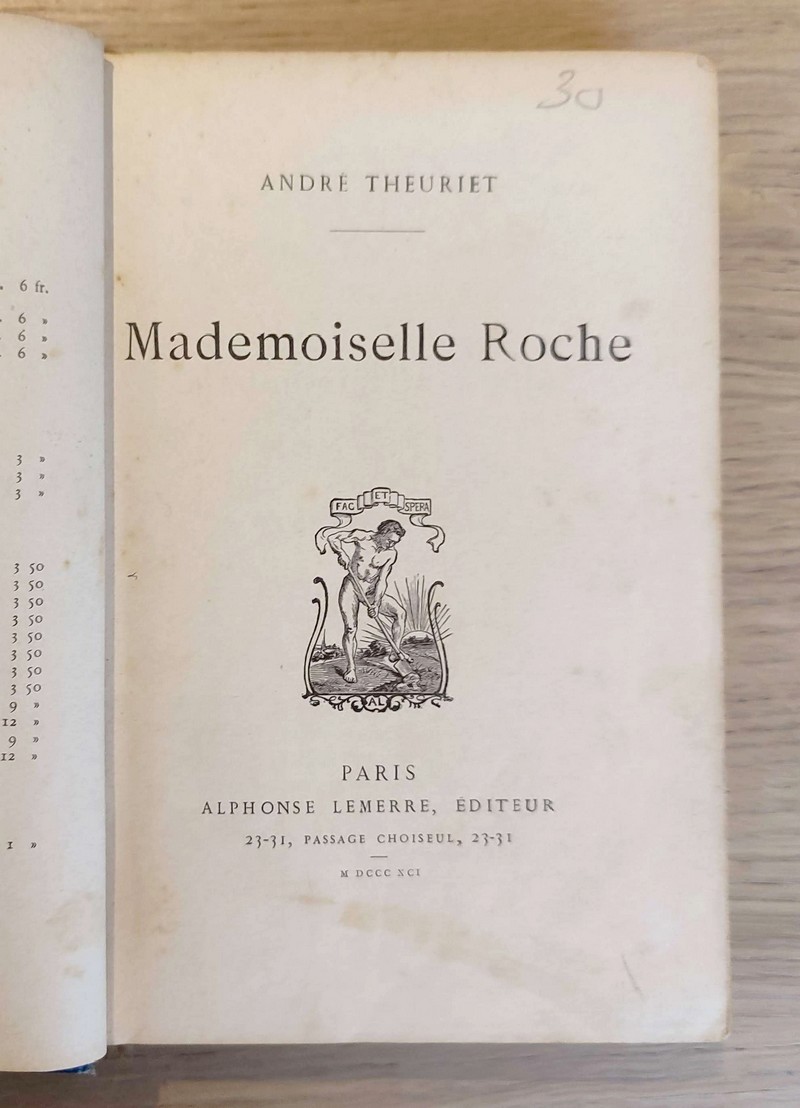 6 fr.
6 »
6 »
6 »
3 »
3 »
3 »
3 50
3 50
3 50
3 50
3 50
3 50
3 50
3 50
9 »
12 »
9 »
12 »
1 »
30
ANDRÉ THEURIET
Mademoiselle Roche
FAC ET SPERA
AL
PARIS
ALPHONSE LEMERRE, ÉDITEUR
23-31, PASSAGE CHOISEUL, 23-31
M DCCC XCI